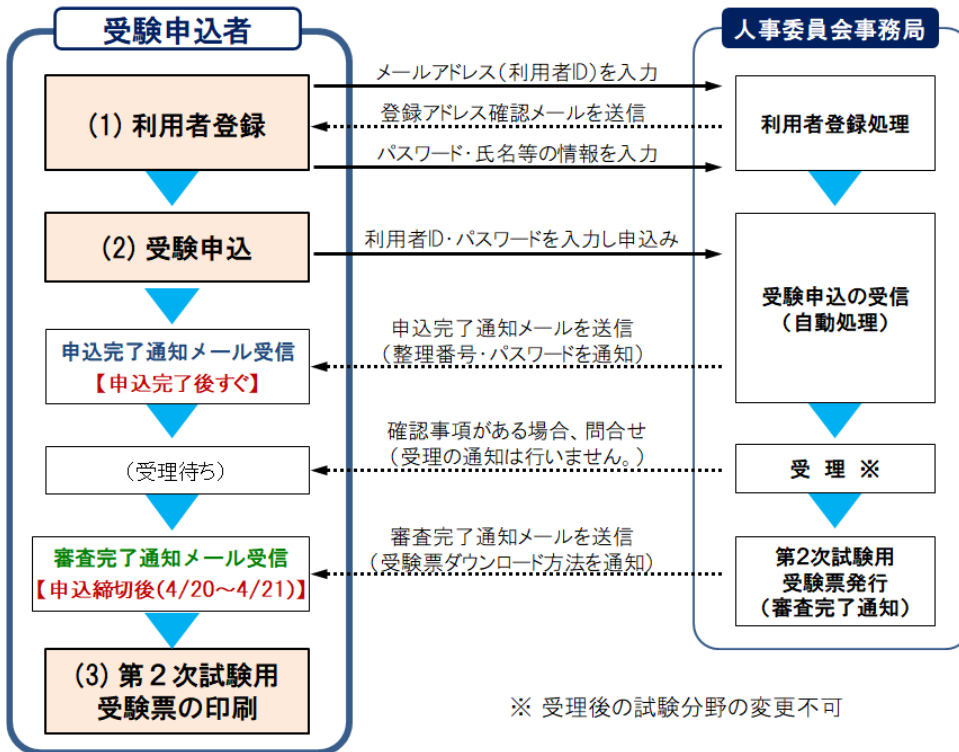 受験申込者
人事委員会事務局
(1) 利用者登録
メールアドレス(利用者ID)を入力
登録アドレス確認メールを送信
パスワード・氏名等の情報を入力
利用者登録処理
(2) 受験申込
利用者ID・パスワードを入力し申込み
受験申込の受信
(自動処理)
申込完了通知メールを送信
(整理番号・パスワードを通知)
申込完了通知メール受信
【申込完了後すぐ】
確認事項がある場合、問合せ
(受理の通知は行いません。)
(受理待ち)
受 理 ※
審査完了通知メールを送信
(受験票ダウンロード方法を通知)
審査完了通知メール受信
【申込締切後(4/20～4/21)】
第2次試験用
受験票発行
(審査完了通知)
(3) 第2次試験用
受験票の印刷
※ 受理後の試験分野の変更不可